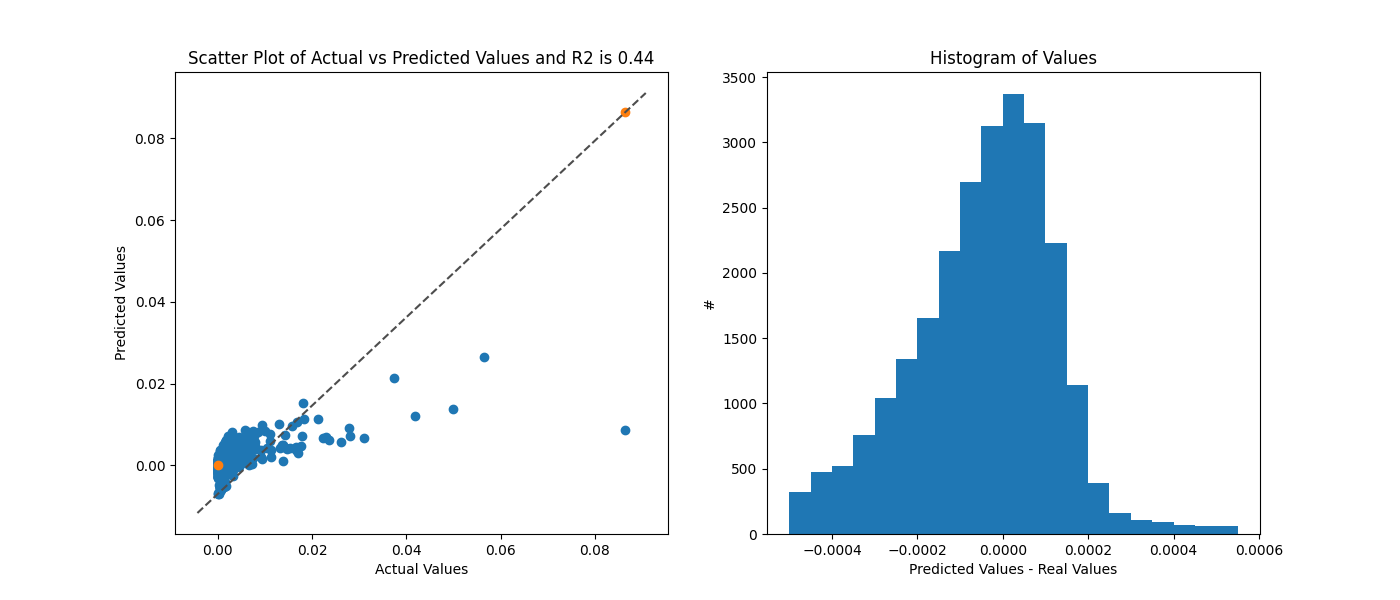 Scatter Plot of Actual vs Predicted Values and R2 is 0.44
0.08
0.06
0.04
0.02
0.00
Predicted Values
0.00 0.02 0.04 0.06 0.08
Actual Values
Histogram of Values
3500
3000
2500
2000
1500
1000
500
0
#
−0.0004 −0.0002 0.0000 0.0002 0.0004 0.0006
Predicted Values - Real Values